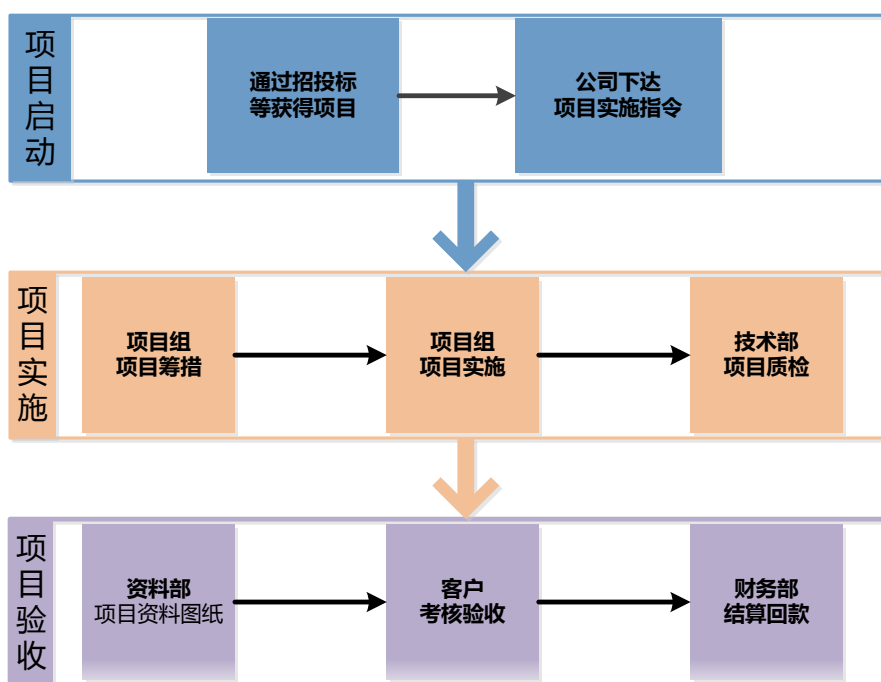 项目启动
通过招投标
等获得项目
公司下达
项目实施指令
项目实施
项目组
项目筹措
项目组
项目实施
技术部
项目质检
项目验收
资料部
项目资料图纸
客户
考核验收
财务部
结算回款